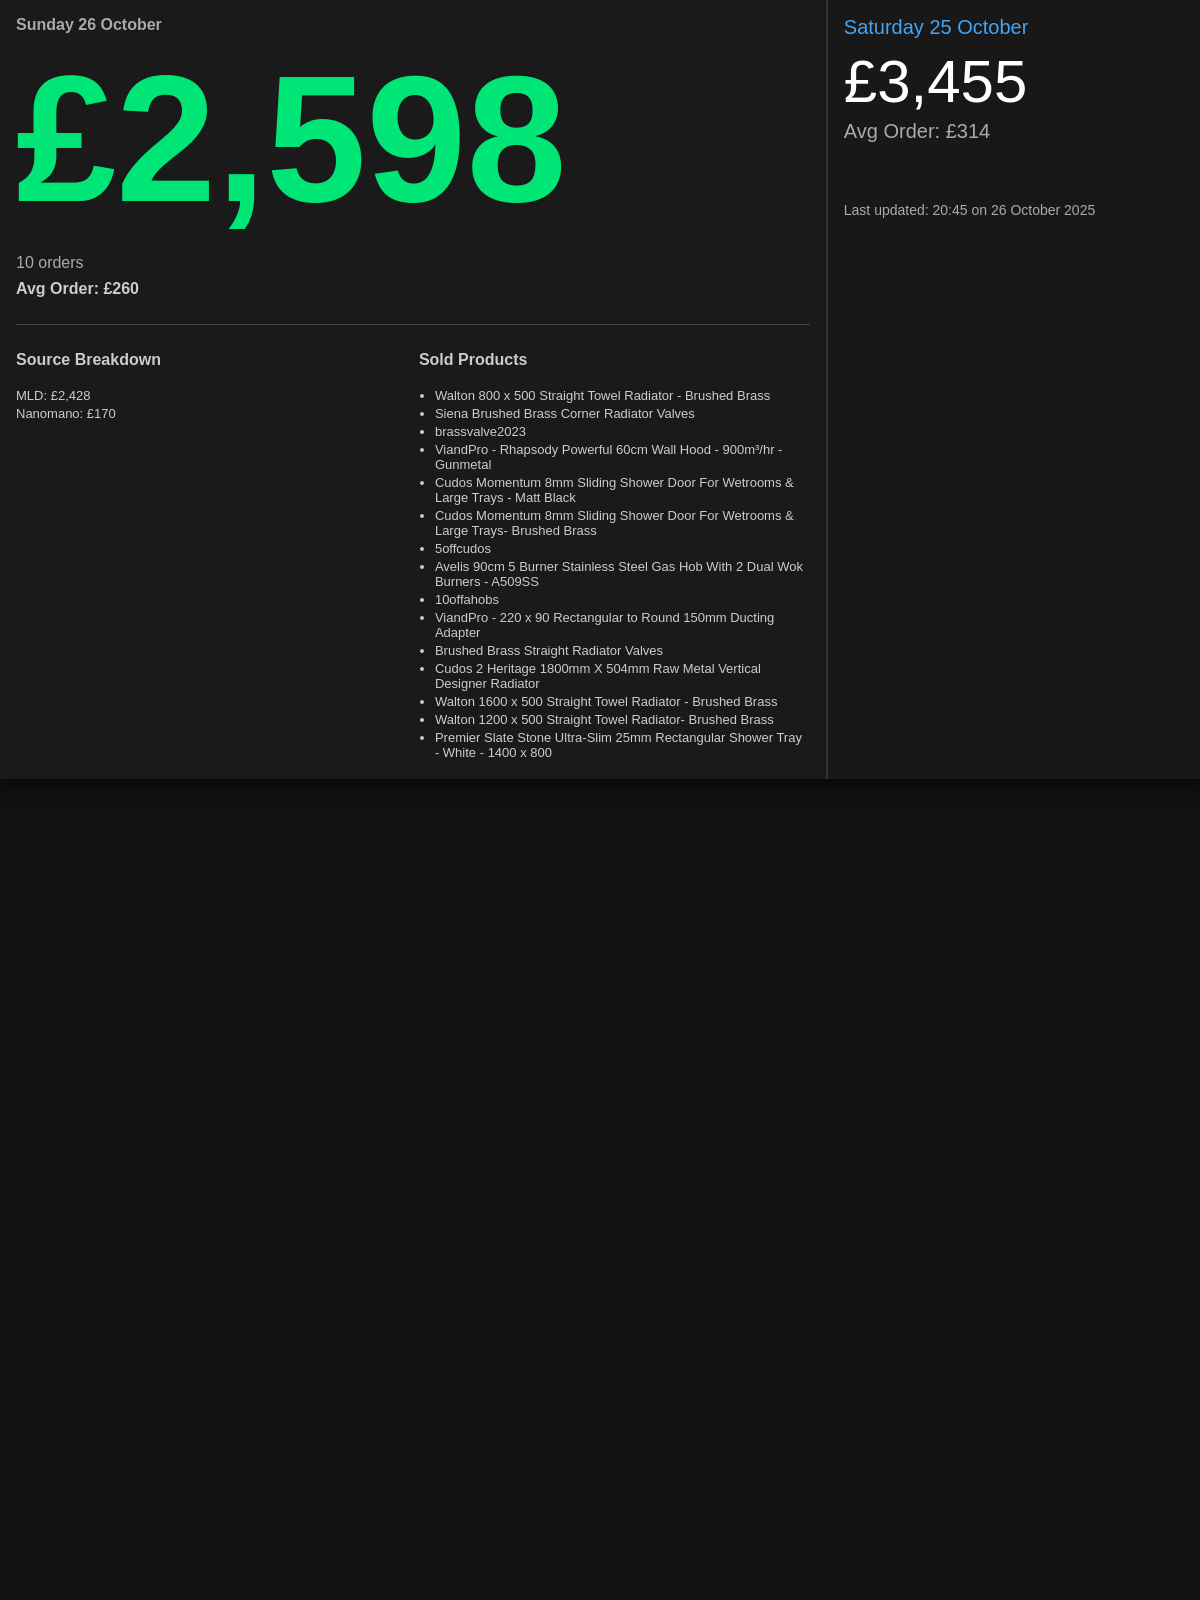 Sunday 26 October
£2,598
10 orders
Avg Order: £260
Source Breakdown
MLD: £2,428
Nanomano: £170
Sold Products
• Walton 800 x 500 Straight Towel Radiator - Brushed Brass
• Siena Brushed Brass Corner Radiator Valves
• brassvalve2023
• ViandPro - Rhapsody Powerful 60cm Wall Hood - 900m³/hr -
Gunmetal
• Cudos Momentum 8mm Sliding Shower Door For Wetrooms &
Large Trays - Matt Black
• Cudos Momentum 8mm Sliding Shower Door For Wetrooms &
Large Trays- Brushed Brass
• 5offcudos
• Avelis 90cm 5 Burner Stainless Steel Gas Hob With 2 Dual Wok
Burners - A509SS
• 10offahobs
• ViandPro - 220 x 90 Rectangular to Round 150mm Ducting
Adapter
• Brushed Brass Straight Radiator Valves
• Cudos 2 Heritage 1800mm X 504mm Raw Metal Vertical
Designer Radiator
• Walton 1600 x 500 Straight Towel Radiator - Brushed Brass
• Walton 1200 x 500 Straight Towel Radiator- Brushed Brass
• Premier Slate Stone Ultra-Slim 25mm Rectangular Shower Tray
- White - 1400 x 800
Saturday 25 October
£3,455
Avg Order: £314
Last updated: 20:45 on 26 October 2025